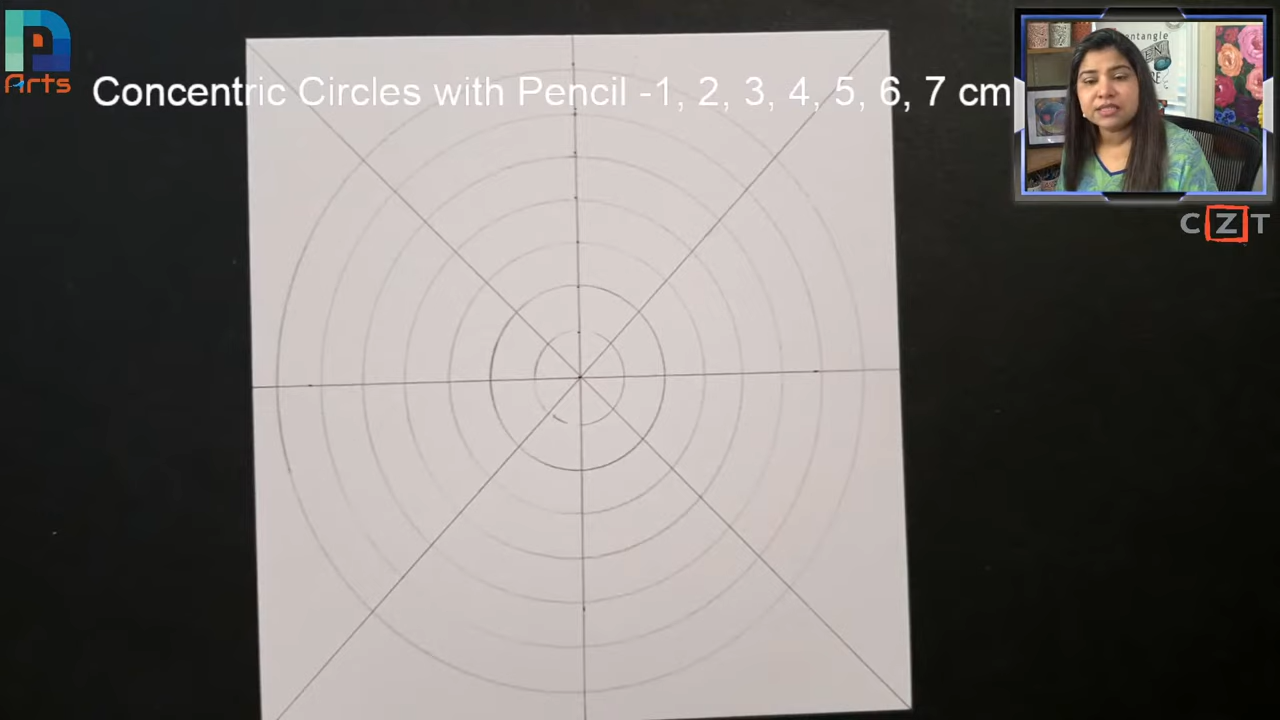 Arts
Concentric Circles with Pencil -1, 2, 3, 4, 5, 6, 7 cm
CZT